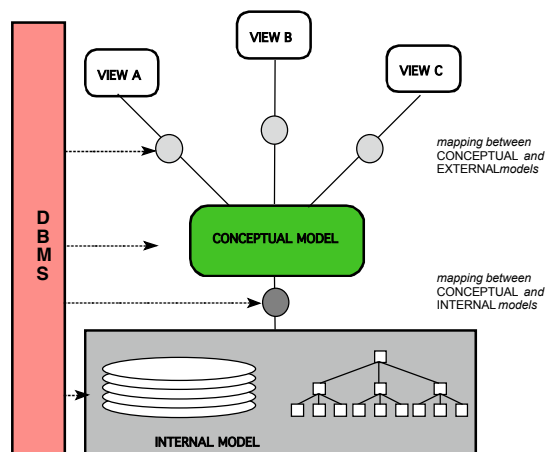 VIEW B
VIEW A
VIEW C
mapping between
CONCEPTUAL and
EXTERNALmodels
D
B
M
S
CONCEPTUAL MODEL
mapping between
CONCEPTUAL and
INTERNAL models
INTERNAL MODEL